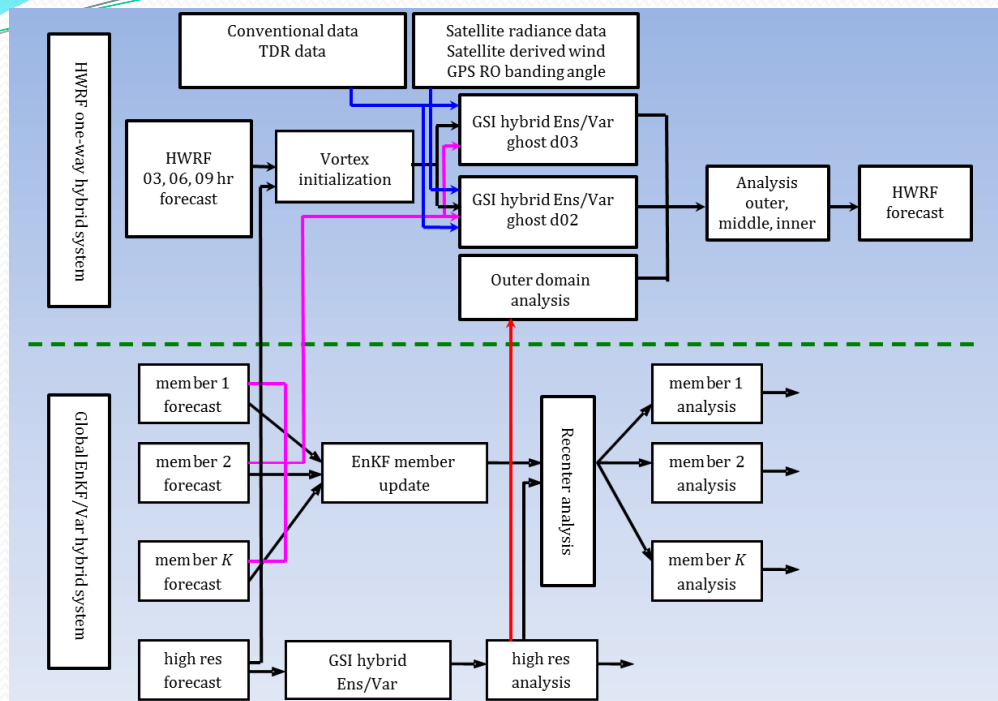 HWRF one-way hybrid system
Conventional data
TDR data
Satellite radiance data
Satellite derived wind
GPS RO banding angle
HWRF
03, 06, 09 hr
forecast
Vortex
initialization
GSI hybrid Ens/Var
ghost d03
GSI hybrid Ens/Var
ghost d02
Outer domain
analysis
Analysis
outer,
middle, inner
HWRF
forecast
Global EnKF/Var hybrid system
member 1
forecast
member 2
forecast
member K
forecast
high res
forecast
EnKF member
update
GSI hybrid
Ens/Var
high res
analysis
Recenter analysis
member 1
analysis
member 2
analysis
member K
analysis